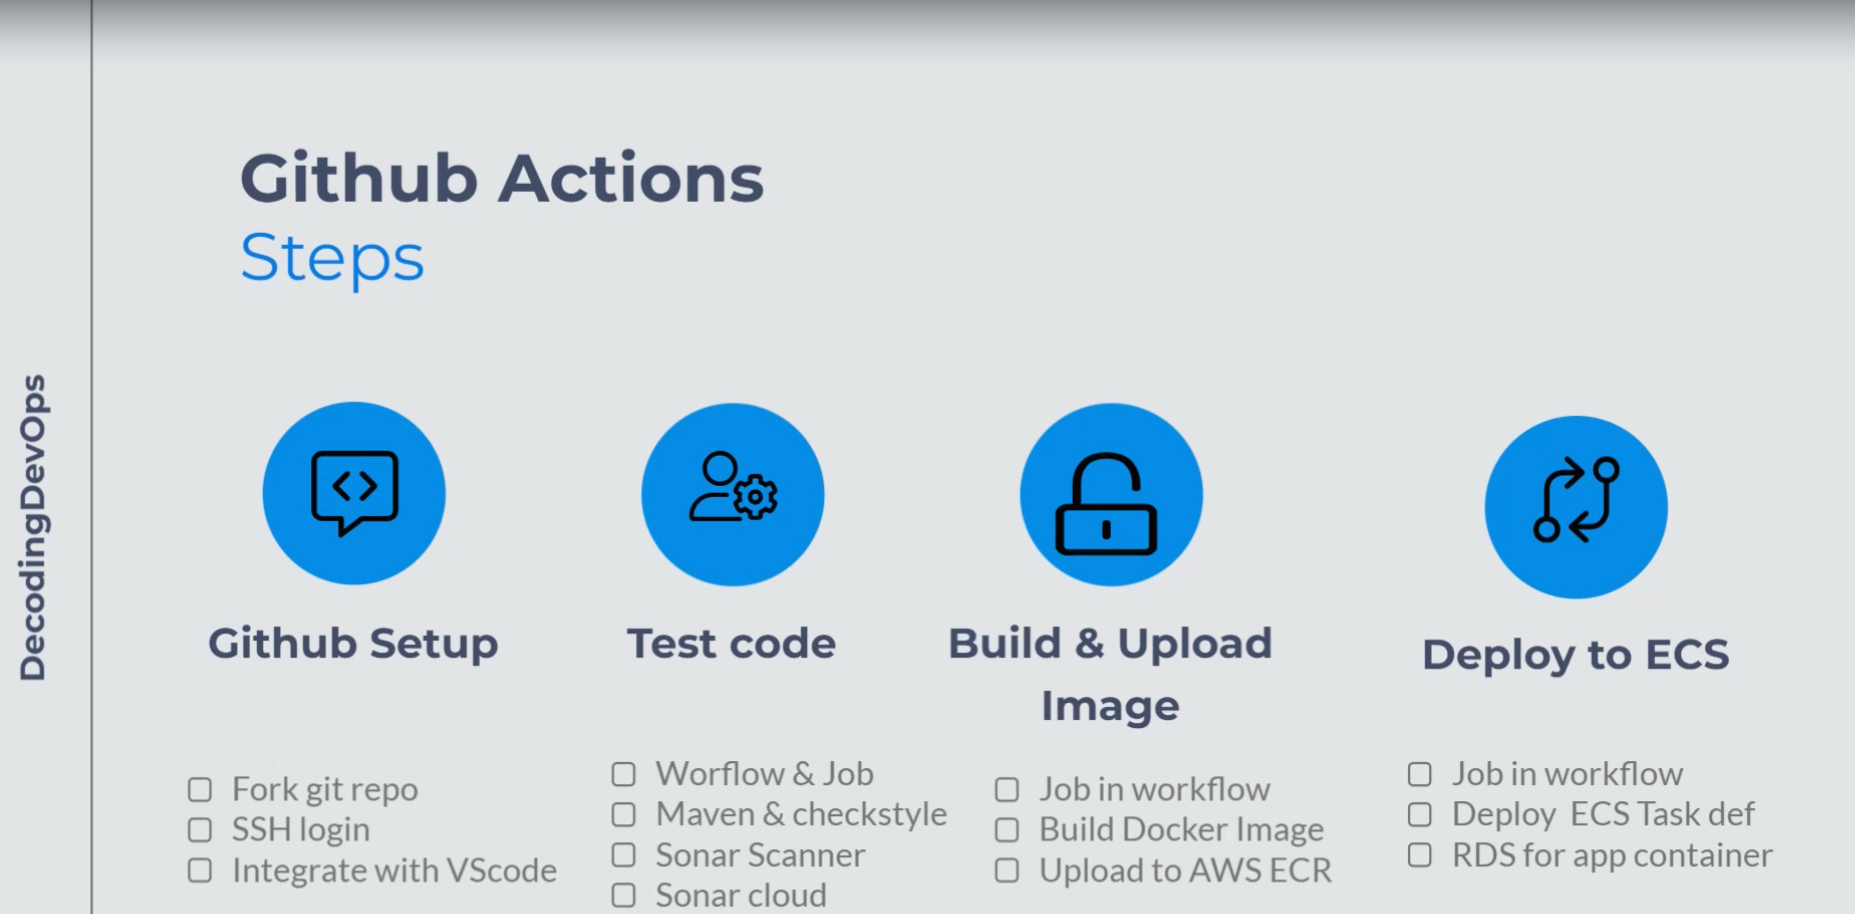 DecodingDevOps
Github Actions
Steps
Github Setup
Fork git repo
SSH login
Integrate with VScode
Test code
Worflow & Job
Maven & checkstyle
Sonar Scanner
Sonar cloud
Build & Upload
Image
Job in workflow
Build Docker Image
Upload to AWS ECR
Deploy to ECS
Job in workflow
Deploy ECS Task def
RDS for app container